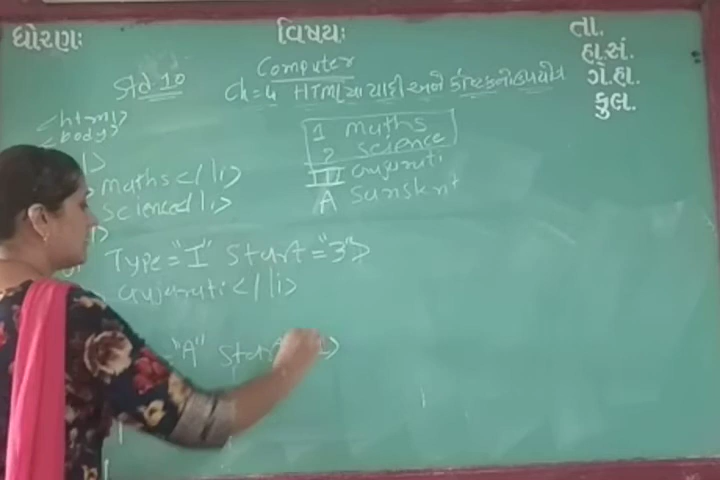 ધોરણઃ
વિષયઃ
તા.
હા.સં.
ગે.હા.
કુલ.
Std 10
Computer
Ch = 4 HTML માં યાદી અને કોષ્ટકનો ઉપયોગ
<html>
<body>
Maths </li>
Science </li>
Type="I" Start="3">
Gujarati </li>
"A" Start
1 Maths
2 Science
III Gujarati
A Sanskrit